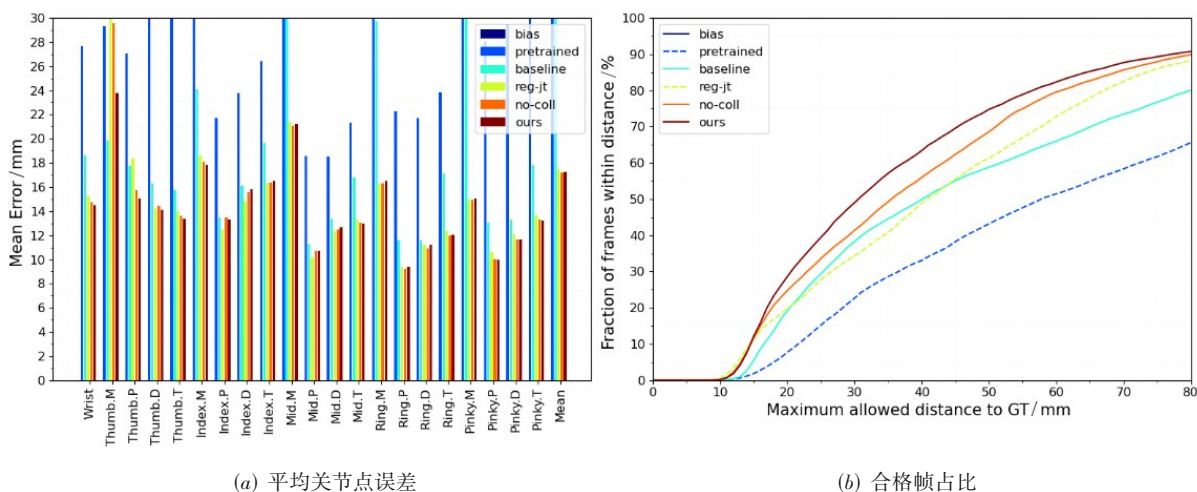 30
28
26
24
22
20
18
16
14
12
10
8
6
4
2
0
Mean Error/mm
bias
pretrained
baseline
reg-jt
no-coll
ours
Wrist
Thumb.M
Thumb.P
Thumb.D
Thumb.T
Index.M
Index.P
Index.D
Index.T
Mid.M
Mid.P
Mid.D
Mid.T
Ring.M
Ring.P
Ring.D
Ring.T
Pinky.M
Pinky.P
Pinky.D
Pinky.T
Mean
(a) 平均关节点误差
100
90
80
70
60
50
40
30
20
10
0
Fraction of frames within distance/%
bias
pretrained
baseline
reg-jt
no-coll
ours
0 10 20 30 40 50 60 70 80
Maximum allowed distance to GT/mm
(b) 合格帧占比